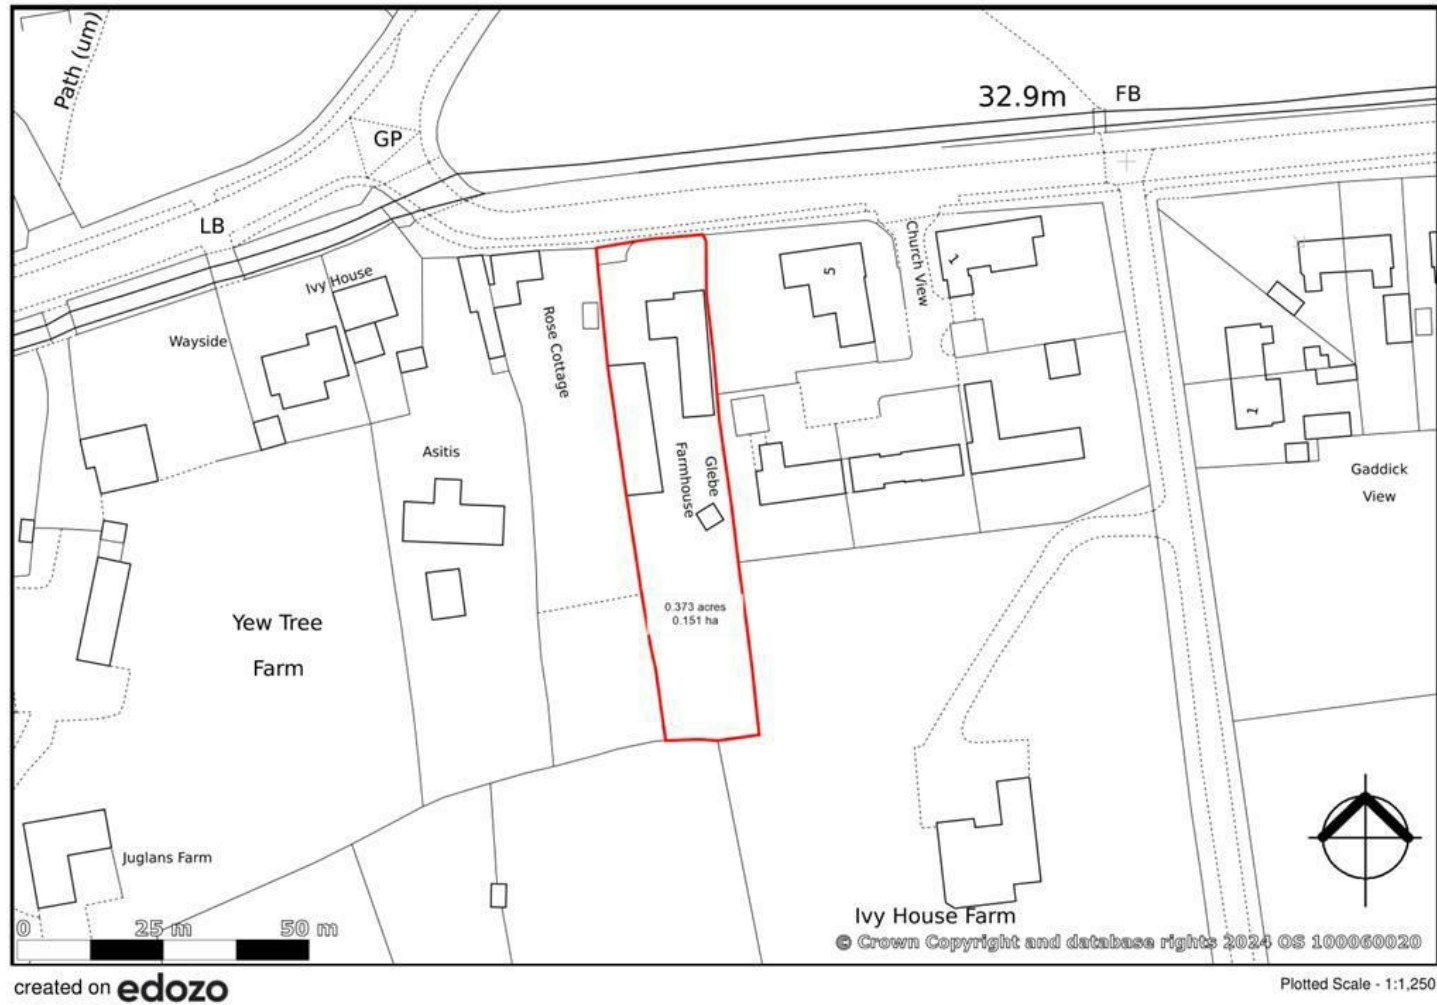 Path (um)
GP
32.9m
FB
LB
Ivy House
Wayside
Rose Cottage
Church View
5
1
Asitis
Glebe
Farmhouse
2
Gaddick
View
0.373 acres
0.151 ha
Yew Tree
Farm
Juglans Farm
Ivy House Farm
0
25 m
50 m
© Crown Copyright and database rights 2024 OS 100060020
created on edozo
Plotted Scale - 1:1,250